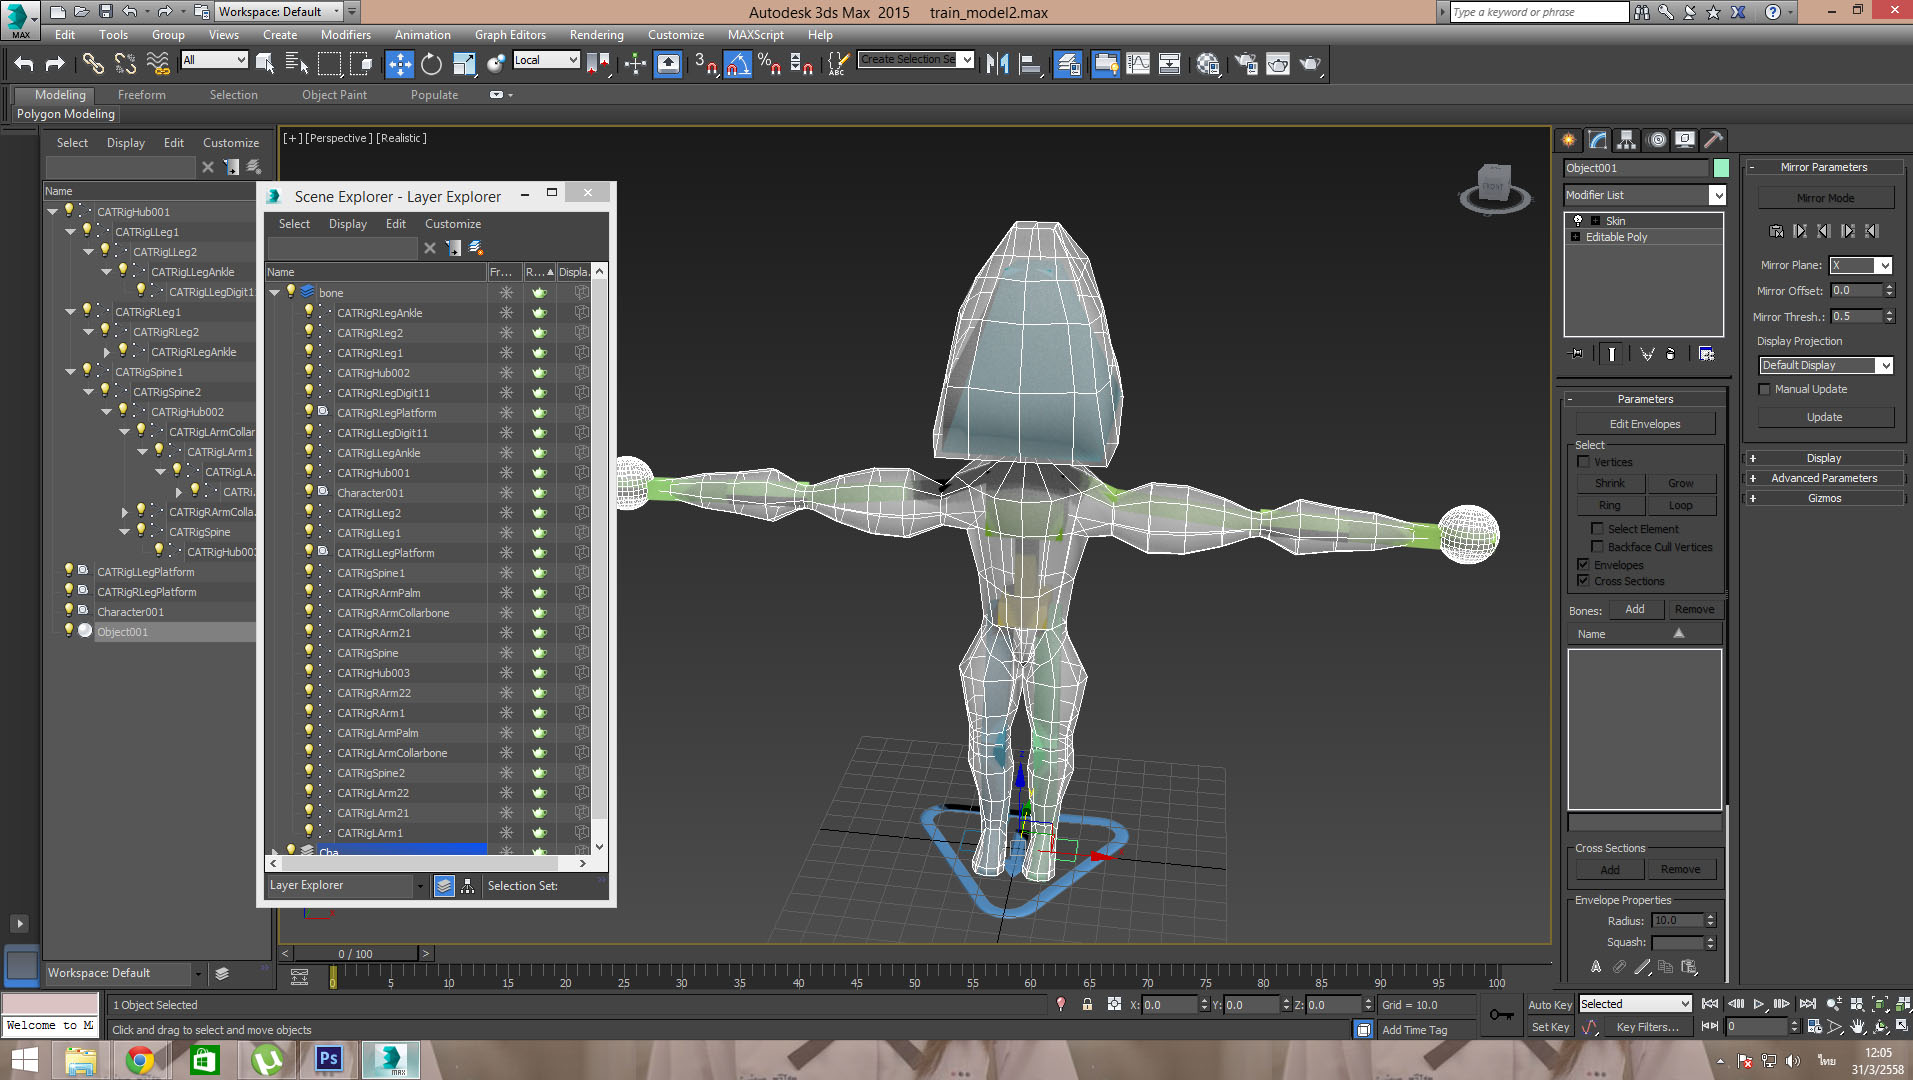 Workspace: Default
Autodesk 3ds Max 2015 train_model2.max
Type a keyword or phrase
MAX
Edit Tools Group Views Create Modifiers Animation Graph Editors Rendering Customize MAXScript Help
All
Local
3
Create Selection Se
ABC
Modeling Freeform Selection Object Paint Populate
Polygon Modeling
Select Display Edit Customize
Name
CATRigHub001
CATRigLLeg1
CATRigLLeg2
CATRigLLegAnkle
CATRigLLegDigit1
CATRigRLeg1
CATRigRLeg2
CATRigRLegAnkle
CATRigSpine1
CATRigSpine2
CATRigHub002
CATRigLArmCollar
CATRigLArm1
CATRigLA.
CATRi.
CATRigRArmColla.
CATRigSpine
CATRigHub00
CATRigLLegPlatform
CATRigRLegPlatform
Character001
Object001
Workspace: Default
Scene Explorer - Layer Explorer
Select Display Edit Customize
Name Fr... R... Displa.
bone
CATRigRLegAnkle
CATRigRLeg2
CATRigRLeg1
CATRigHub002
CATRigRLegDigit11
CATRigRLegPlatform
CATRigLLegDigit11
CATRigLLegAnkle
CATRigHub001
Character001
CATRigLLeg2
CATRigLLeg1
CATRigLLegPlatform
CATRigSpine1
CATRigRArmPalm
CATRigRArmCollarbone
CATRigRArm21
CATRigSpine
CATRigHub003
CATRigRArm22
CATRigRArm1
CATRigLArmPalm
CATRigLArmCollarbone
CATRigSpine2
CATRigLArm22
CATRigLArm21
CATRigLArm1
Cha
Layer Explorer Selection Set:
[+] [Perspective] [Realistic]
FRONT
Object001
Modifier List
Skin
Editable Poly
Parameters
Edit Envelopes
Select
Vertices
Shrink Grow
Ring Loop
Select Element
Backface Cull Vertices
Envelopes
Cross Sections
Bones: Add Remove
Name
Cross Sections
Add Remove
Envelope Properties
Radius: 10.0
Squash:
Mirror Parameters
Mirror Mode
Mirror Plane: X
Mirror Offset: 0.0
Mirror Thresh.: 0.5
Display Projection
Default Display
Manual Update
Update
Display
Advanced Parameters
Gizmos
< 0 / 100 >
0 5 10 15 20 25 30 35 40 45 50 55 60 65 70 75 80 85 90 95 100
1 Object Selected
X: 0.0 Y: 0.0 Z: 0.0 Grid = 10.0
Auto Key Selected
Welcome to M
Click and drag to select and move objects
Add Time Tag
Set Key Key Filters... 0
Ps
MAX
ไทย
12:05
31/3/2558